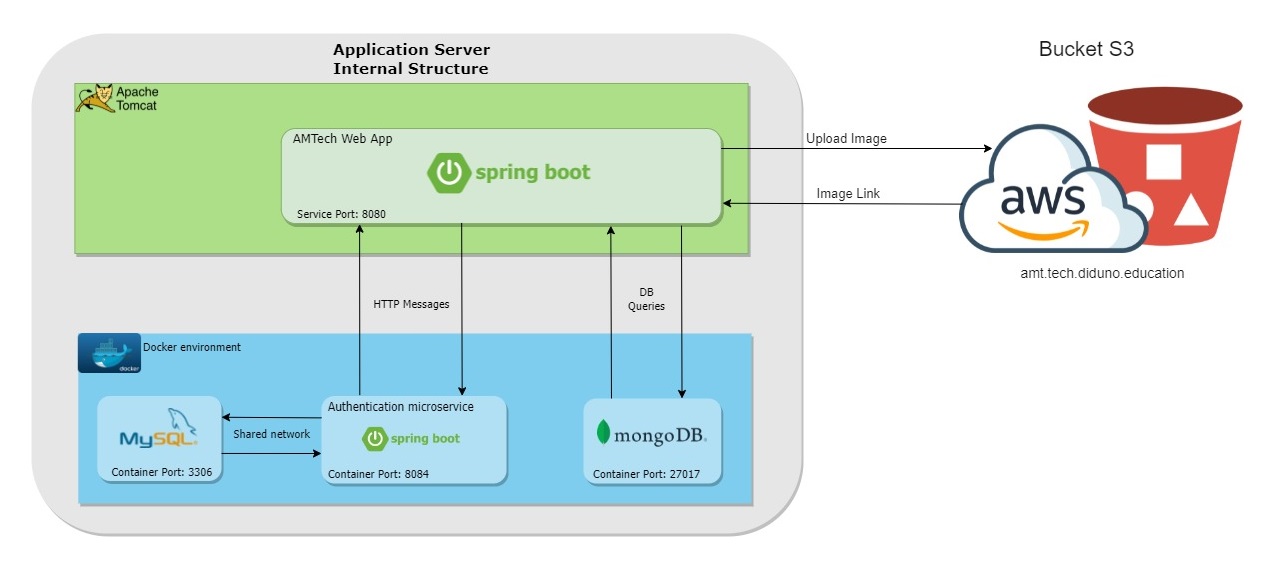 Application Server
Internal Structure
Bucket S3
Apache
Tomcat
AMTech Web App
spring boot
Service Port: 8080
Upload Image
Image Link
aws
amt.tech.diduno.education
HTTP Messages
DB
Queries
docker
Docker environment
MySQL®
Container Port: 3306
Shared network
Authentication microservice
spring boot
Container Port: 8084
mongoDB®
Container Port: 27017